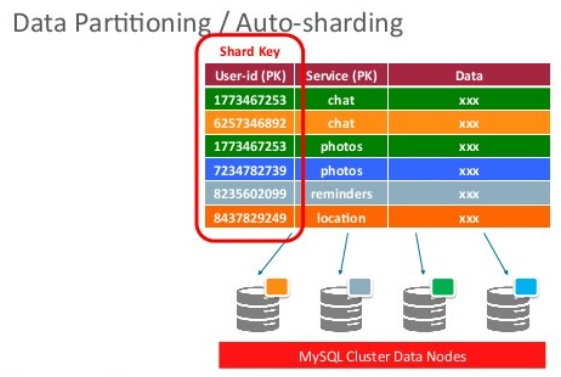 Data Partitioning / Auto-sharding
Shard Key
User-id (PK) Service (PK) Data
1773467253 chat xxx
6257346892 chat xxx
1773467253 photos xxx
7234782739 photos xxx
8235602099 reminders xxx
8437829249 location xxx
MySQL Cluster Data Nodes